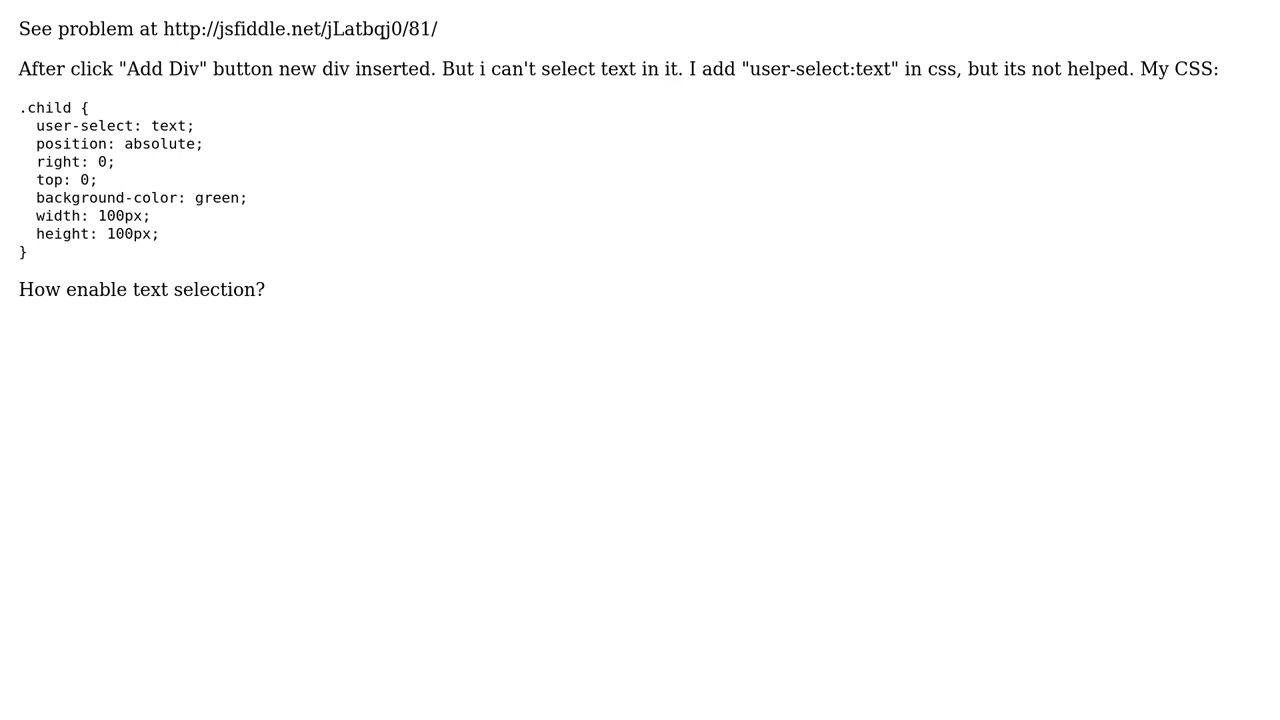 See problem at http://jsfiddle.net/jLatbqj0/81/
After click "Add Div" button new div inserted. But i can't select text in it. I add "user-select:text" in css, but its not helped. My CSS:
.child {
  user-select: text;
  position: absolute;
  right: 0;
  top: 0;
  background-color: green;
  width: 100px;
  height: 100px;
}
How enable text selection?